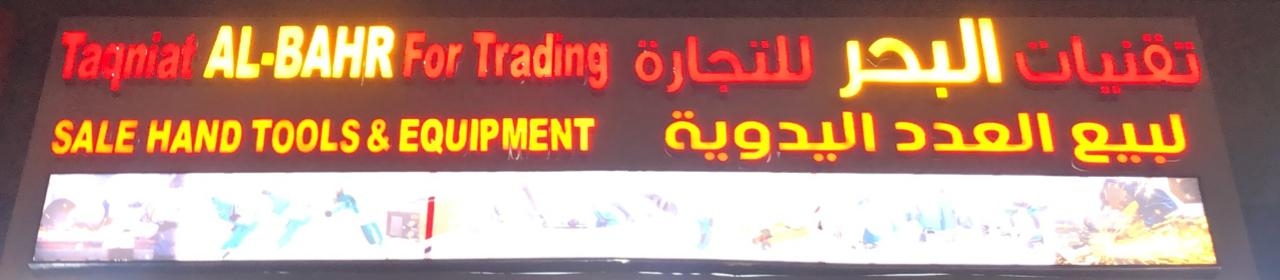 Taqniat AL-BAHR For Trading
تقنيات البحر للتجارة
SALE HAND TOOLS & EQUIPMENT
لبيع العدد اليدوية